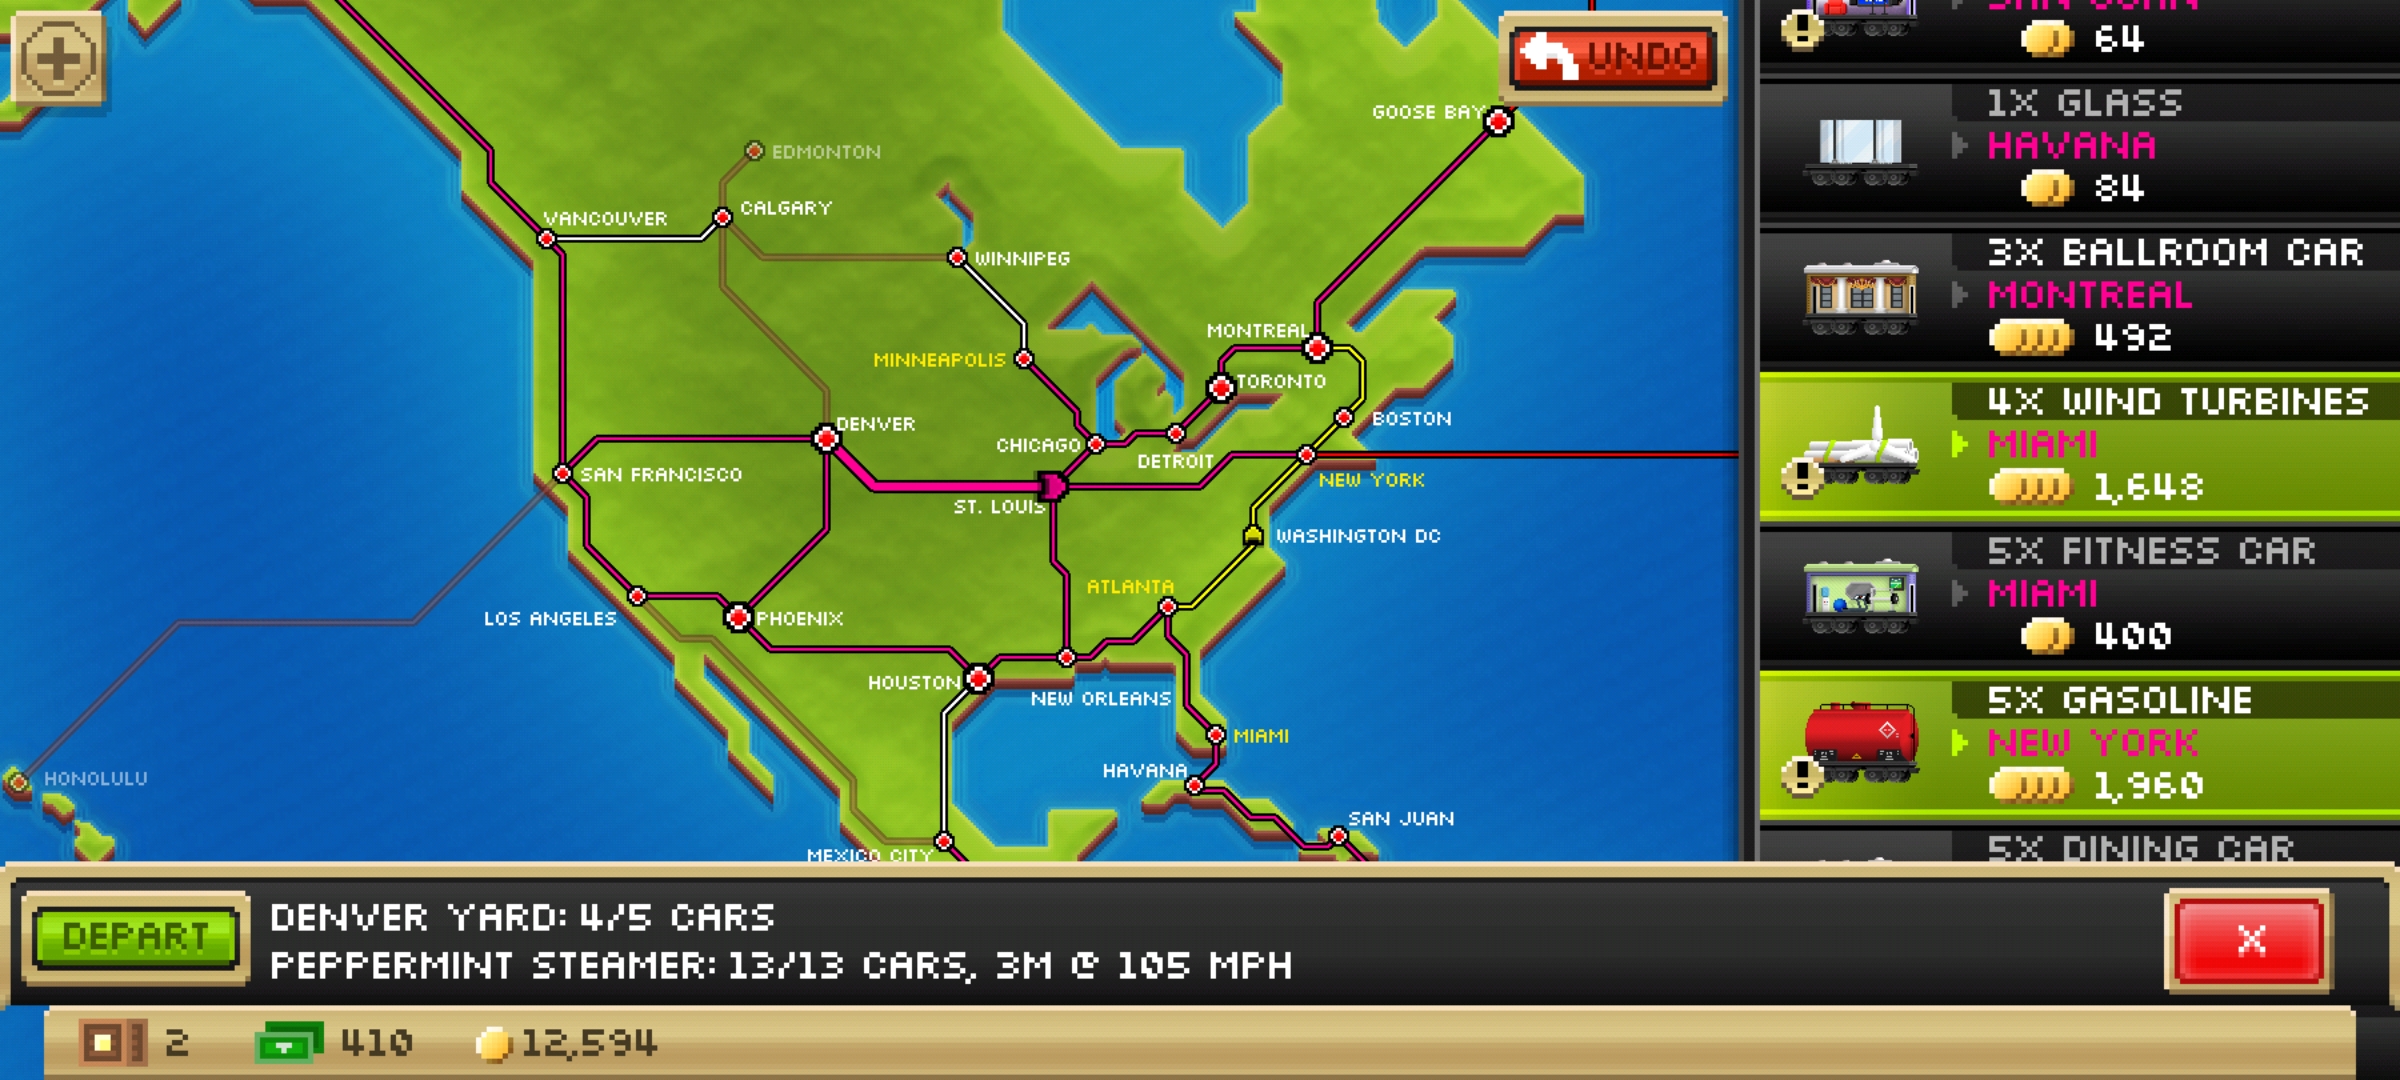 UNDO
SAN JUAN
64
GOOSE BAY
1X GLASS
HAVANA
84
EDMONTON
CALGARY
VANCOUVER
WINNIPEG
3X BALLROOM CAR
MONTREAL
492
MONTREAL
MINNEAPOLIS
TORONTO
4X WIND TURBINES
MIAMI
1,648
BOSTON
DENVER
CHICAGO
DETROIT
SAN FRANCISCO
NEW YORK
ST. LOUIS
WASHINGTON DC
5X FITNESS CAR
MIAMI
400
ATLANTA
LOS ANGELES
PHOENIX
HOUSTON
NEW ORLEANS
5X GASOLINE
NEW YORK
1,960
MIAMI
HAVANA
HONOLULU
SAN JUAN
MEXICO CITY
5X DINING CAR
DEPART
DENVER YARD: 4/5 CARS
PEPPERMINT STEAMER: 13/13 CARS, 3M @ 105 MPH
X
2
410
12,594